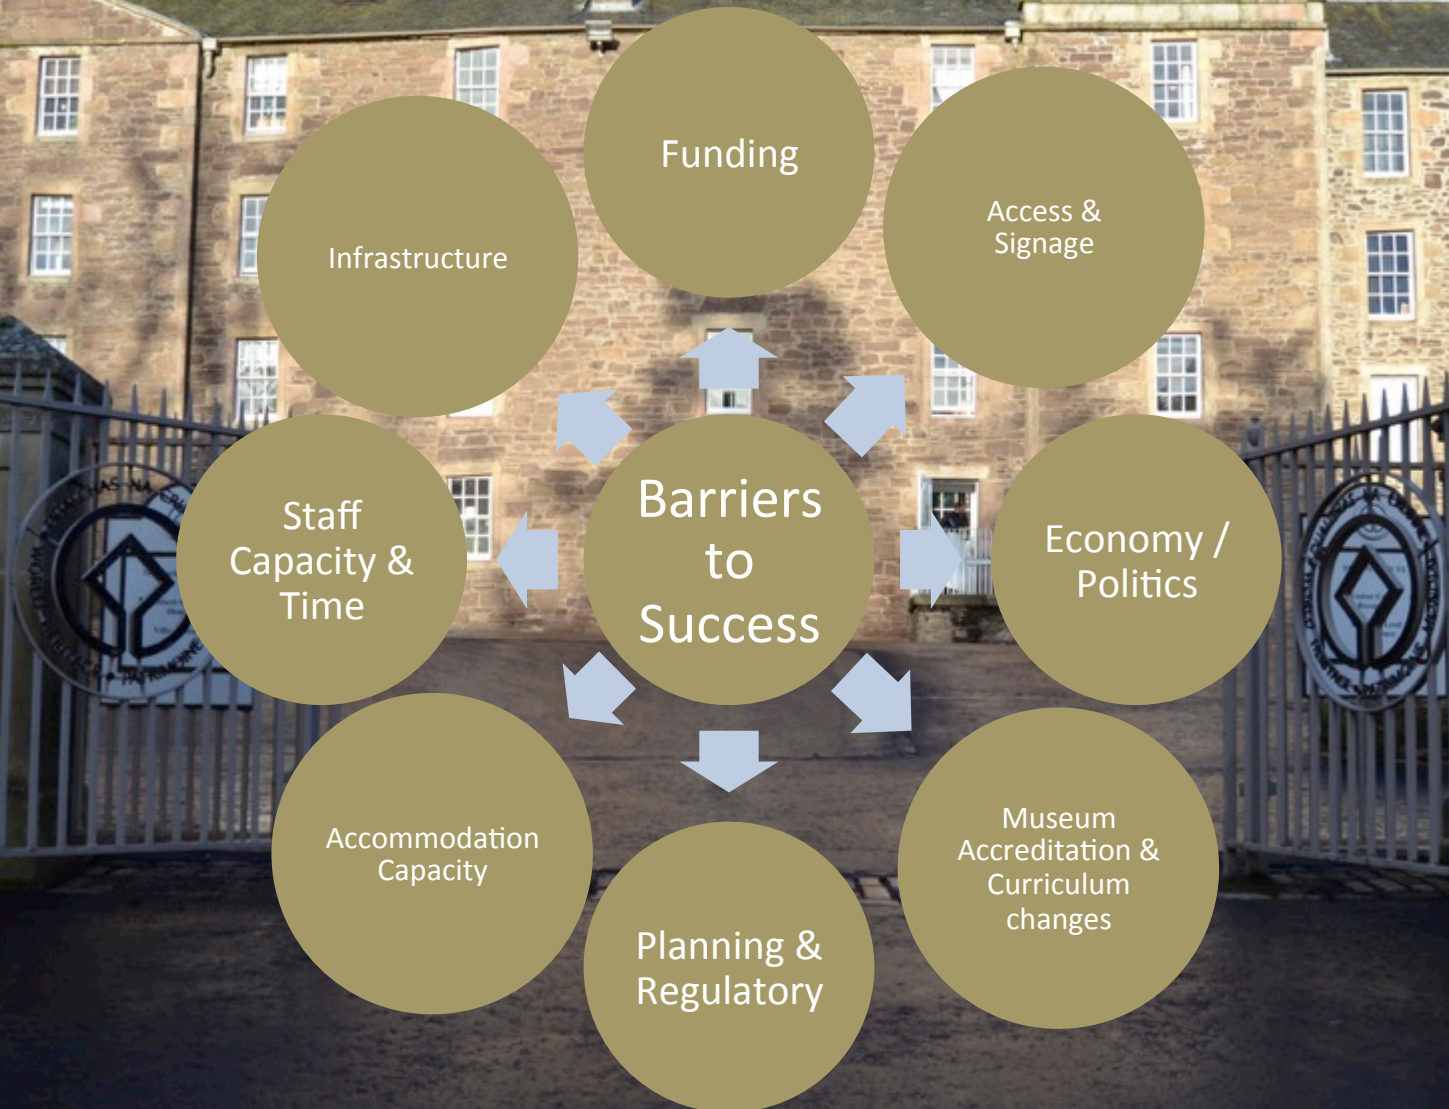 Funding
Access &
Signage
Infrastructure
Barriers
to
Success
Staff
Capacity &
Time
Economy /
Politics
Accommodation
Capacity
Museum
Accreditation &
Curriculum
changes
Planning &
Regulatory